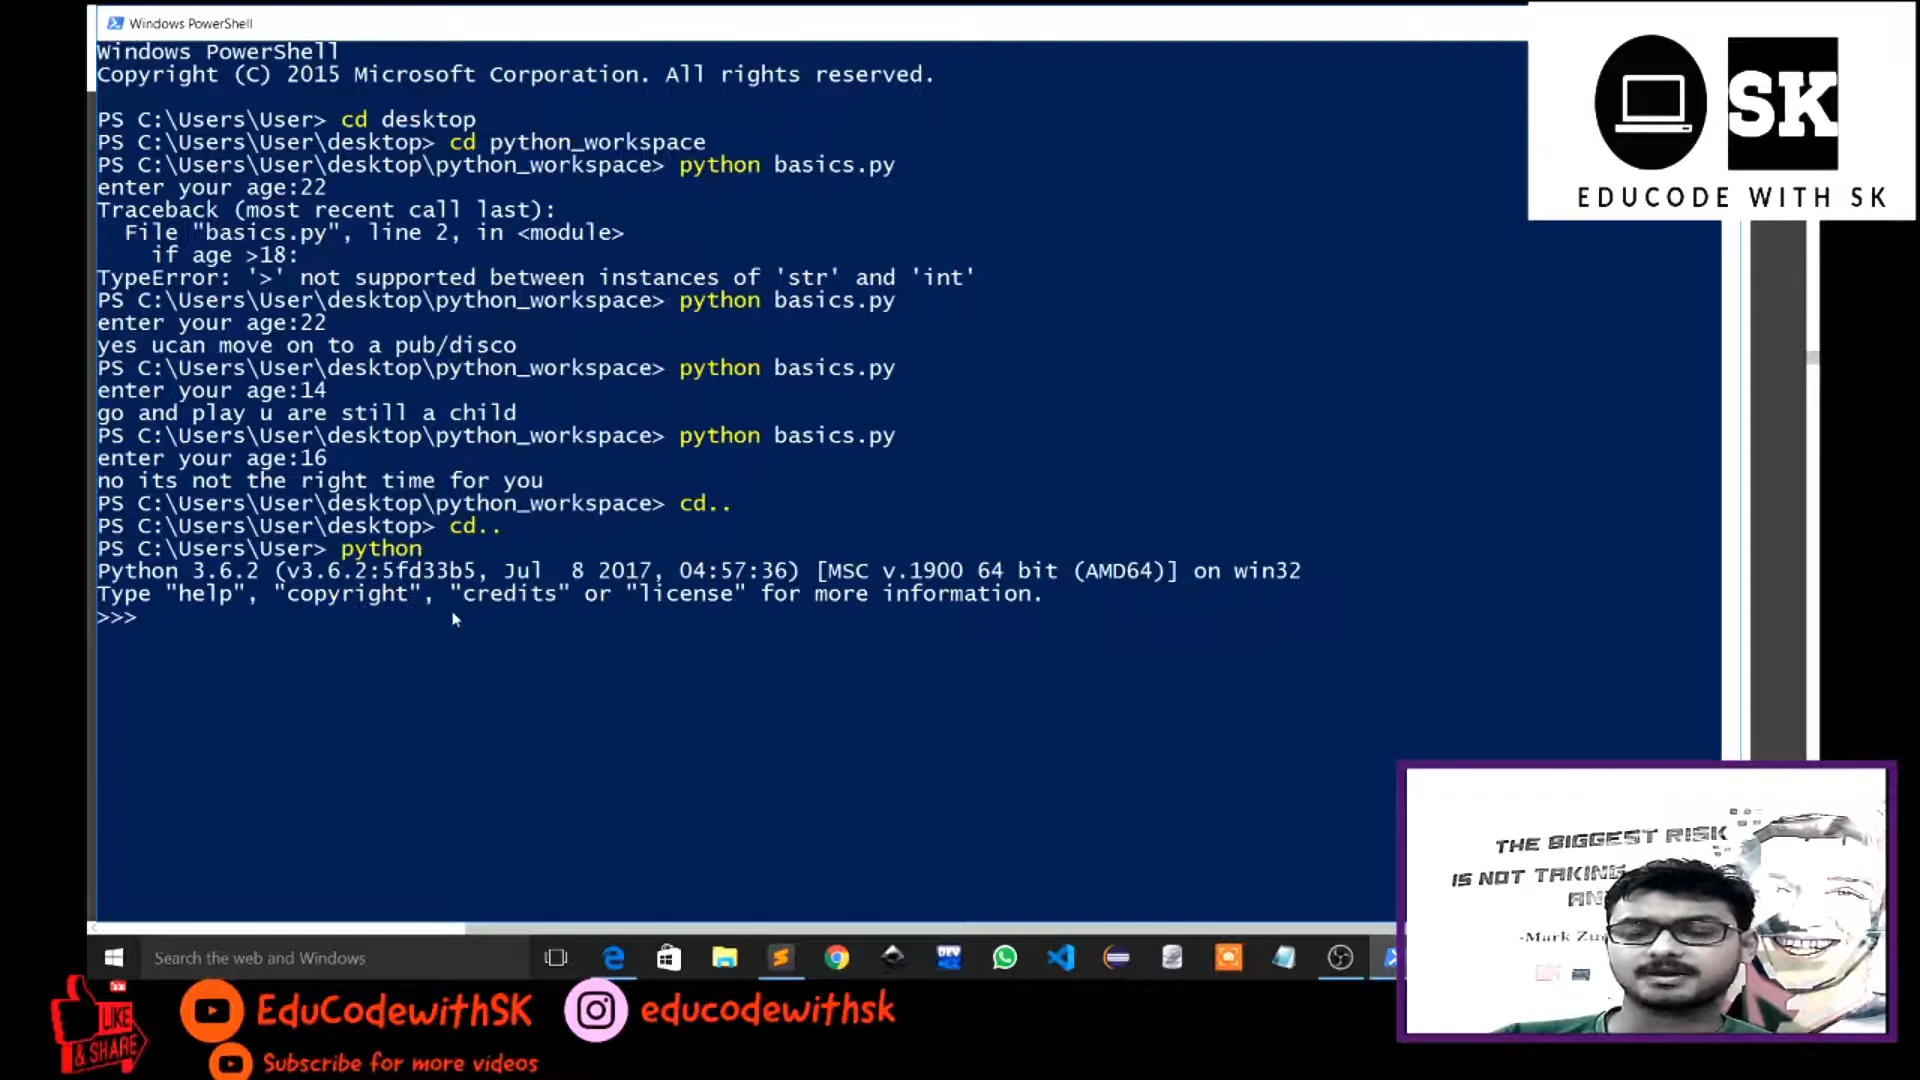 Windows PowerShell
Windows PowerShell
Copyright (C) 2015 Microsoft Corporation. All rights reserved.
PS C:\Users\User> cd desktop
PS C:\Users\User\desktop> cd python_workspace
PS C:\Users\User\desktop\python_workspace> python basics.py
enter your age:22
Traceback (most recent call last):
File "basics.py", line 2, in <module>
if age >18:
TypeError: '>' not supported between instances of 'str' and 'int'
PS C:\Users\User\desktop\python_workspace> python basics.py
enter your age:22
yes ucan move on to a pub/disco
PS C:\Users\User\desktop\python_workspace> python basics.py
enter your age:14
go and play u are still a child
PS C:\Users\User\desktop\python_workspace> python basics.py
enter your age:16
no its not the right time for you
PS C:\Users\User\desktop\python_workspace> cd..
PS C:\Users\User\desktop> cd..
PS C:\Users\User> python
Python 3.6.2 (v3.6.2:5fd33b5, Jul  8 2017, 04:57:36) [MSC v.1900 64 bit (AMD64)] on win32
Type "help", "copyright", "credits" or "license" for more information.
>>>
SK
EDUCODE WITH SK
THE BIGGEST RISK
IS NOT TAKING
-Mark
Search the web and Windows
DEV
LIKE
& SHARE
EduCodewithSK
educodewithsk
Subscribe for more videos